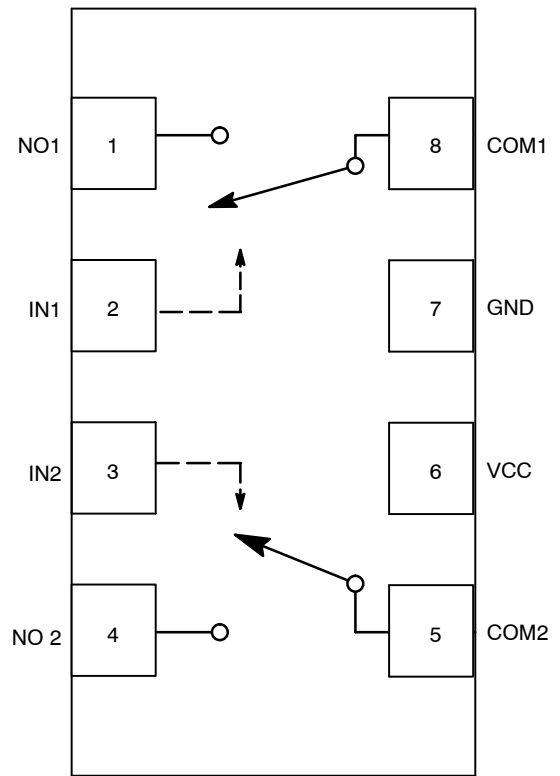 NO1 1 8 COM1
IN1 2 7 GND
IN2 3 6 VCC
NO 2 4 5 COM2